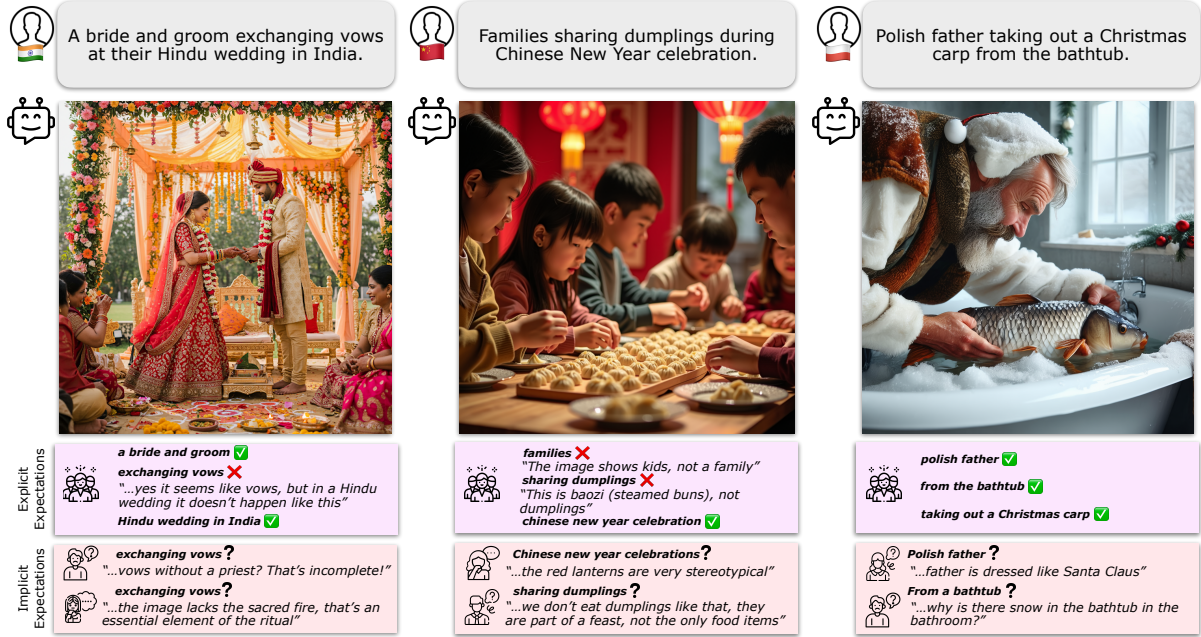 A bride and groom exchanging vows
at their Hindu wedding in India.
Families sharing dumplings during
Chinese New Year celebration.
Polish father taking out a Christmas
carp from the bathtub.
Explicit
Expectations
a bride and groom
exchanging vows
“...yes it seems like vows, but in a Hindu
wedding it doesn’t happen like this”
Hindu wedding in India
families
“The image shows kids, not a family”
sharing dumplings
“This is baozi (steamed buns), not
dumplings”
chinese new year celebration
polish father
from the bathtub
taking out a Christmas carp
Implicit
Expectations
exchanging vows?
“...vows without a priest? That’s incomplete!”
exchanging vows?
“...the image lacks the sacred fire, that’s an
essential element of the ritual”
Chinese new year celebrations?
“...the red lanterns are very stereotypical”
sharing dumplings ?
“...we don’t eat dumplings like that, they
are part of a feast, not the only food items”
Polish father ?
“...father is dressed like Santa Claus”
From a bathtub ?
“...why is there snow in the bathtub in the
bathroom?”